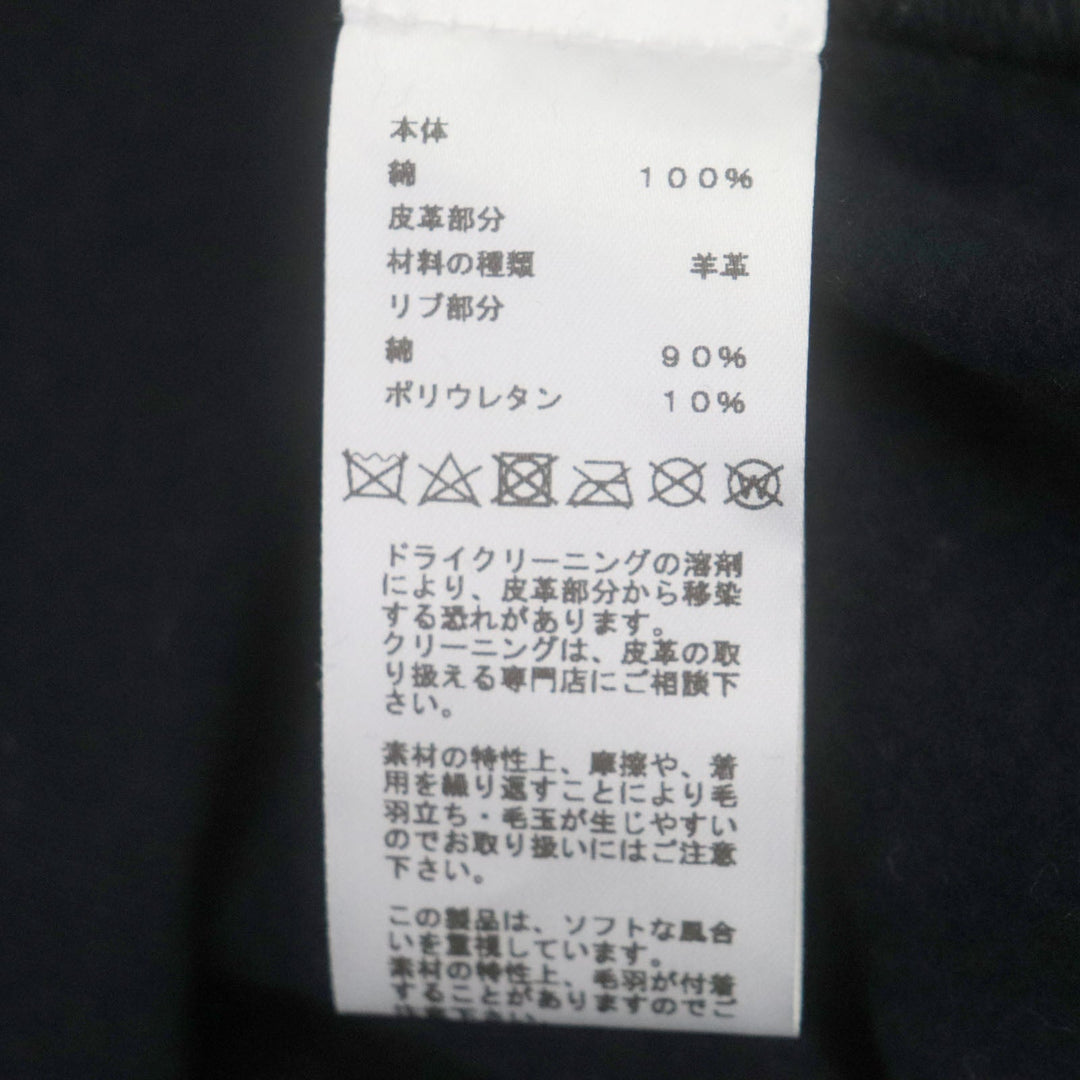 本体
綿 100%
皮革部分
材料の種類 羊革
リブ部分
綿 90%
ポリウレタン 10%
W
ドライクリーニングの溶剤
により、皮革部分から移染
する恐れがあります。
クリーニングは、皮革の取
り扱える専門店にご相談下
さい。
素材の特性上、摩擦や、着
用を繰り返すことにより毛
羽立ち・毛玉が生じやすい
のでお取り扱いにはご注意
下さい。
この製品は、ソフトな風合
いを重視しています。
素材の特性上、毛羽が付着
することがありますのでご
注意下さい。